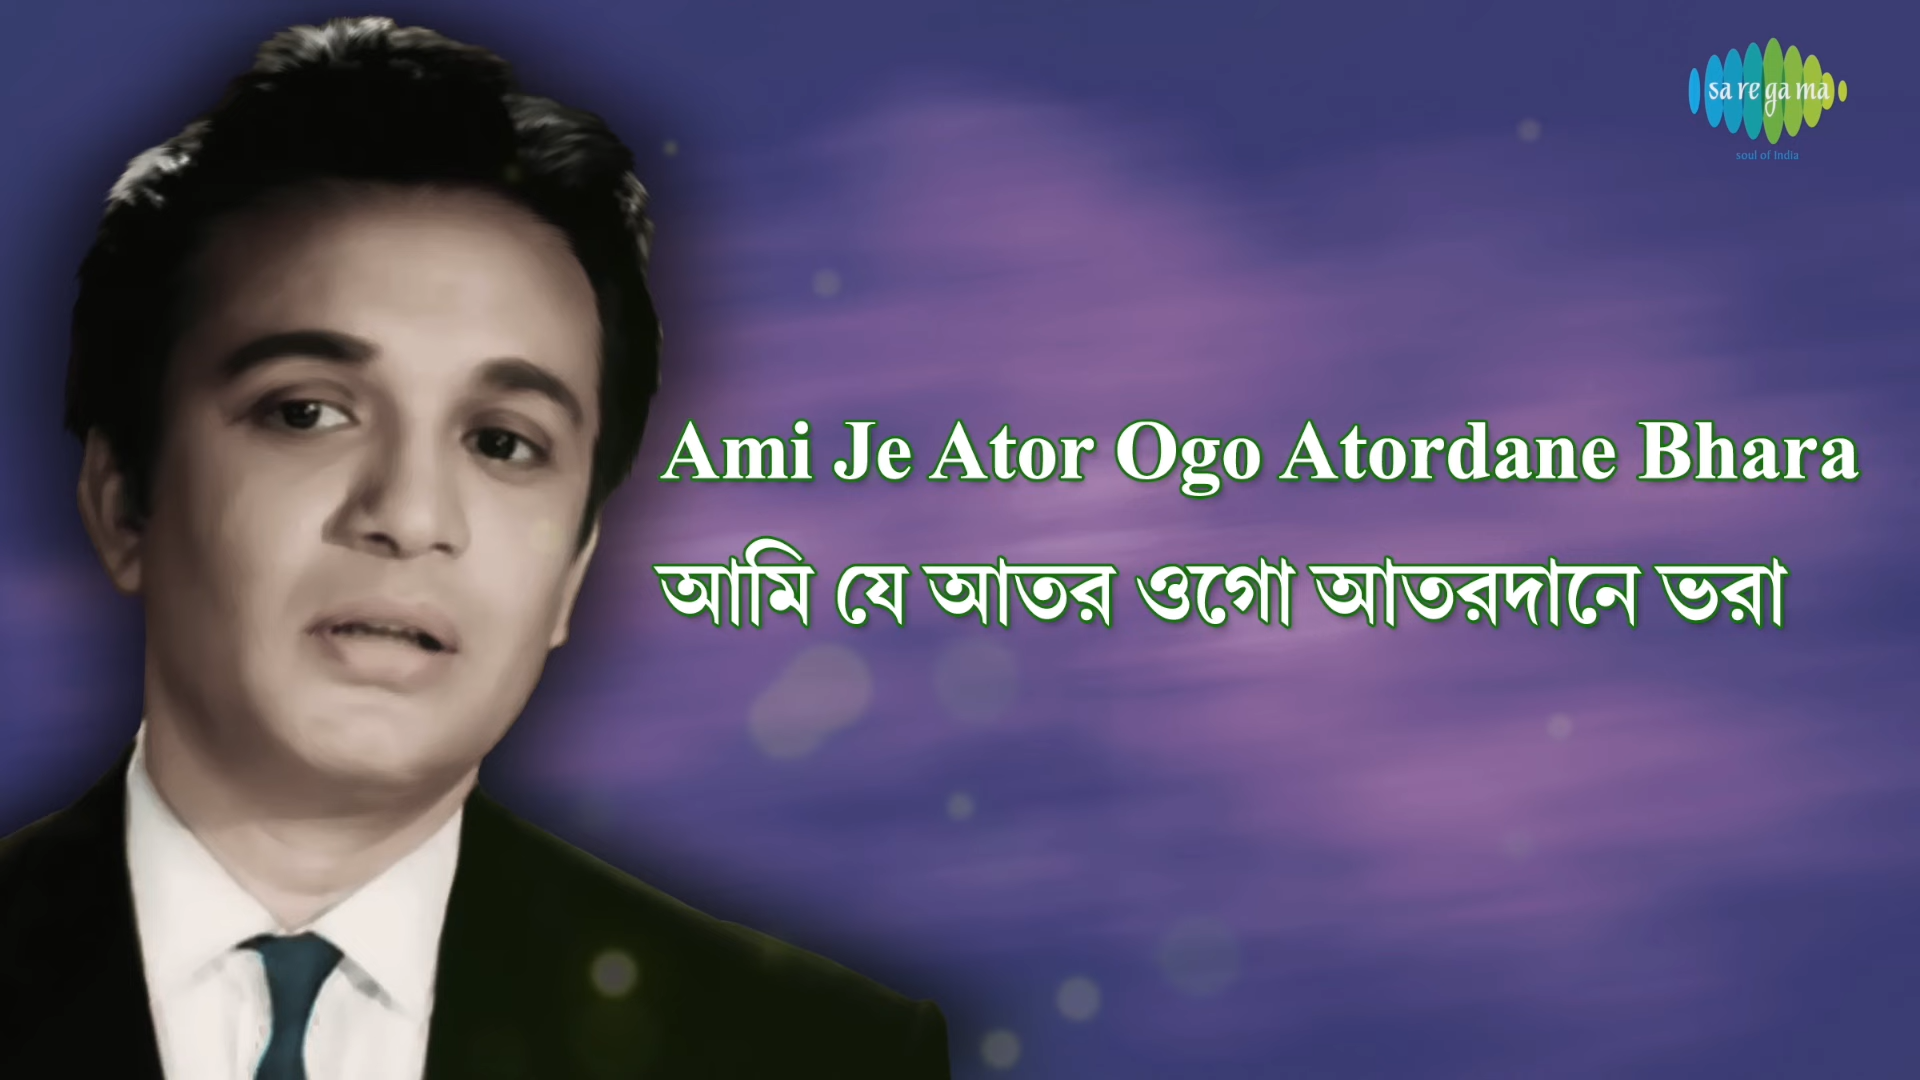 sa re ga ma
soul of India
Ami Je Ator Ogo Atordane Bhara
আমি যে আতর ওগো আতরদানে ভরা